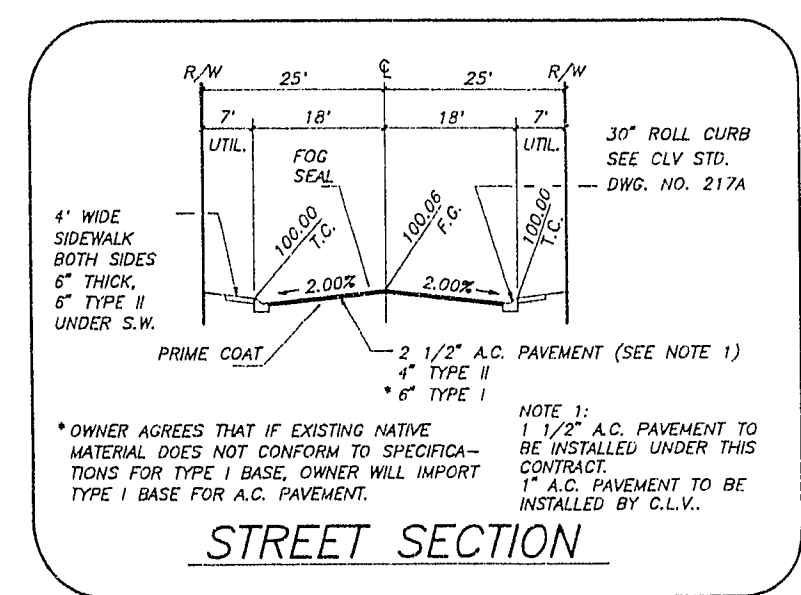 R/W ℄ R/W
25' 25'
7' 18' 18' 7'
UTIL. UTIL.
FOG
SEAL
30" ROLL CURB
SEE CLV STD.
DWG. NO. 217A
4' WIDE
SIDEWALK
BOTH SIDES
6" THICK,
6" TYPE II
UNDER S.W.
100.00
T.C.
100.06
F.G.
100.00
T.C.
2.00% 2.00%
PRIME COAT
2 1/2" A.C. PAVEMENT (SEE NOTE 1)
4" TYPE II
* 6" TYPE I
* OWNER AGREES THAT IF EXISTING NATIVE
MATERIAL DOES NOT CONFORM TO SPECIFICA-
TIONS FOR TYPE I BASE, OWNER WILL IMPORT
TYPE I BASE FOR A.C. PAVEMENT.
NOTE 1:
1 1/2" A.C. PAVEMENT TO
BE INSTALLED UNDER THIS
CONTRACT.
1" A.C. PAVEMENT TO BE
INSTALLED BY C.L.V..
STREET SECTION